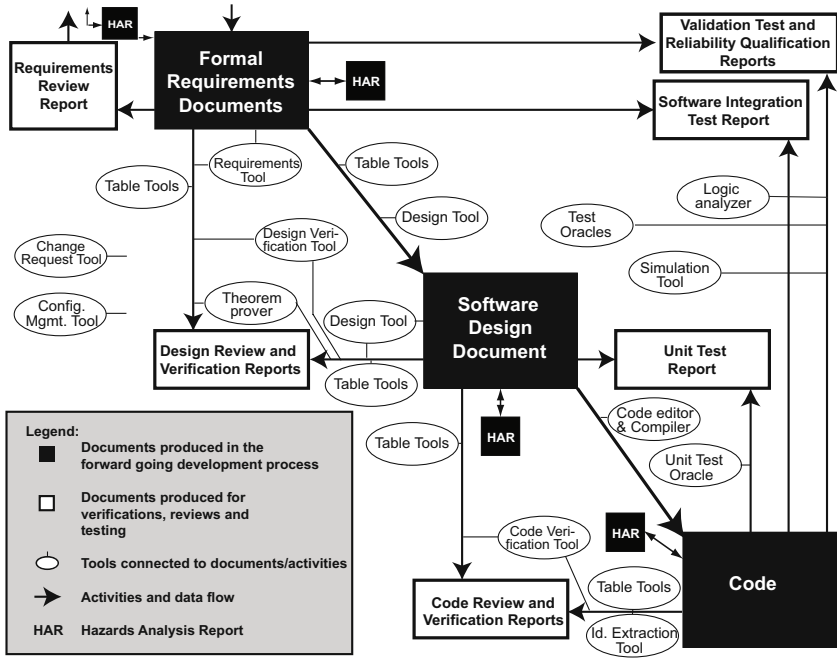 HAR
Formal
Requirements
Documents
Requirements
Review
Report
HAR
Validation Test and
Reliability Qualification
Reports
Software Integration
Test Report
Requirements
Tool
Table Tools
Table Tools
Logic
analyzer
Design Tool
Test
Oracles
Design Veri-
fication Tool
Change
Request Tool
Simulation
Tool
Config.
Mgmt. Tool
Theorem
prover
Design Tool
Software
Design
Document
Design Review and
Verification Reports
Table Tools
Unit Test
Report
HAR
Table Tools
Code editor
& Compiler
Unit Test
Oracle
Legend:
Documents produced in the
forward going development process
Documents produced for
verifications, reviews and
testing
Tools connected to documents/activities
Activities and data flow
HAR Hazards Analysis Report
Code Veri-
fication Tool
HAR
Code
Table Tools
Code Review and
Verification Reports
Id. Extraction
Tool